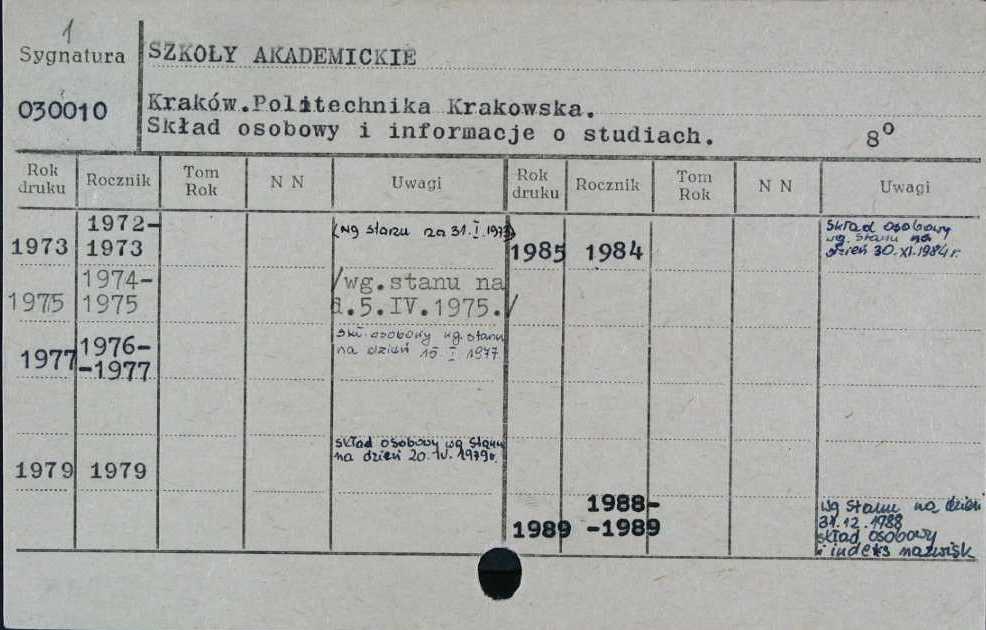 1
Sygnatura
SZKOŁY AKADEMICKIE
030010
Kraków.Politechnika Krakowska.
Skład osobowy i informacje o studiach.
8°
Rok druku Rocznik Tom Rok N N Uwagi Rok druku Rocznik Tom Rok N N Uwagi
1973
1972-
1973
(wg stanu na 31.I.1973)
1975
1974-
1975
/wg.stanu na
d.5.IV.1975./
1977
1976-
-1977
skł. osobowy wg. stanu
na dzień 15. I 1977
1979 1979
skład osobowy wg stanu
na dzień 20.IV.1979r.
1985 1984
skład osobowy
wg. stanu na
dzień 30.XI.1984r.
1989
1988-
-1989
wg stanu na dzień
31.12.1988
skład osobowy
i indeks nazwisk